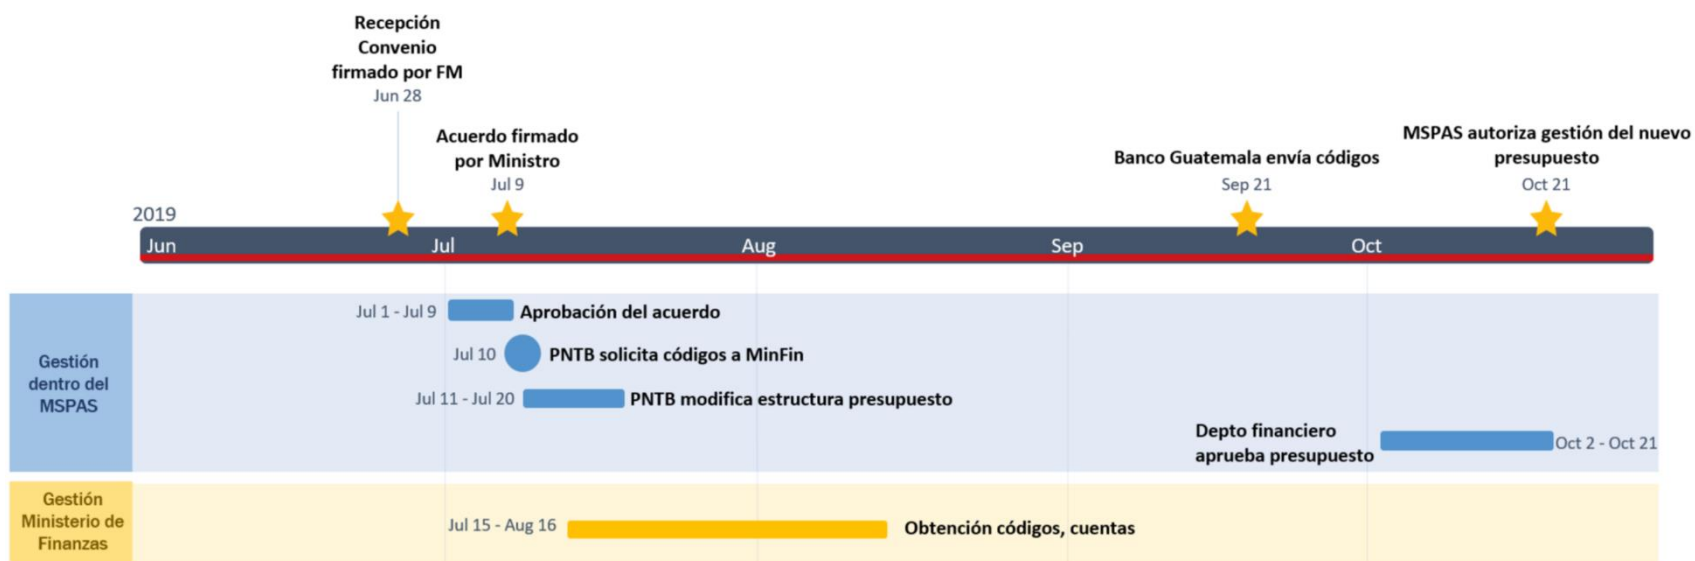 Recepción
Convenio
firmado por FM
Jun 28
Acuerdo firmado
por Ministro
Jul 9
Banco Guatemala envía códigos
Sep 21
MSPAS autoriza gestión del nuevo
presupuesto
Oct 21
2019
Jun Jul Aug Sep Oct
Gestión
dentro del
MSPAS
Jul 1 - Jul 9 Aprobación del acuerdo
Jul 10 PNTB solicita códigos a MinFin
Jul 11 - Jul 20 PNTB modifica estructura presupuesto
Depto financiero
aprueba presupuesto
Oct 2 - Oct 21
Gestión
Ministerio de
Finanzas
Jul 15 - Aug 16 Obtención códigos, cuentas